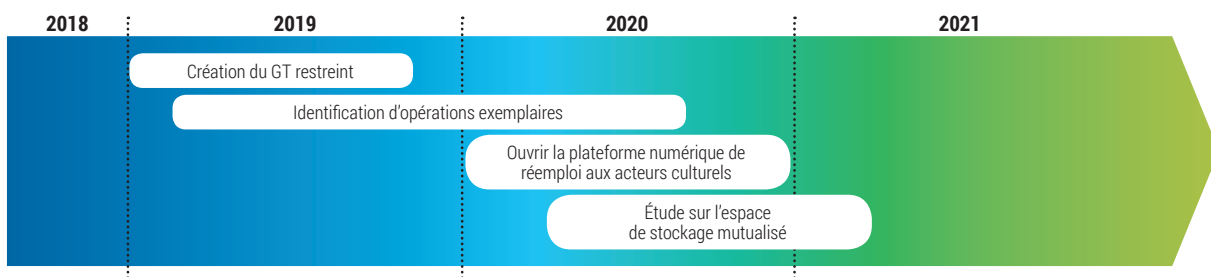 2018 2019 2020 2021
Création du GT restreint
Identification d'opérations exemplaires
Ouvrir la plateforme numérique de
réemploi aux acteurs culturels
Étude sur l'espace
de stockage mutualisé